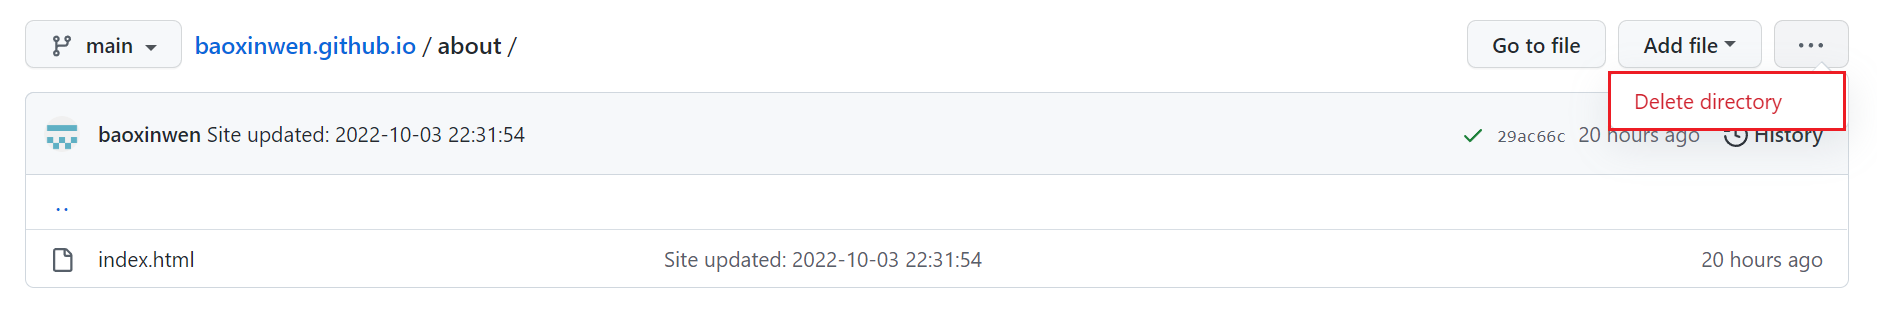 main baoxinwen.github.io / about / Go to file Add file ...
Delete directory
baoxinwen Site updated: 2022-10-03 22:31:54 29ac66c 20 hours ago History
..
index.html Site updated: 2022-10-03 22:31:54 20 hours ago